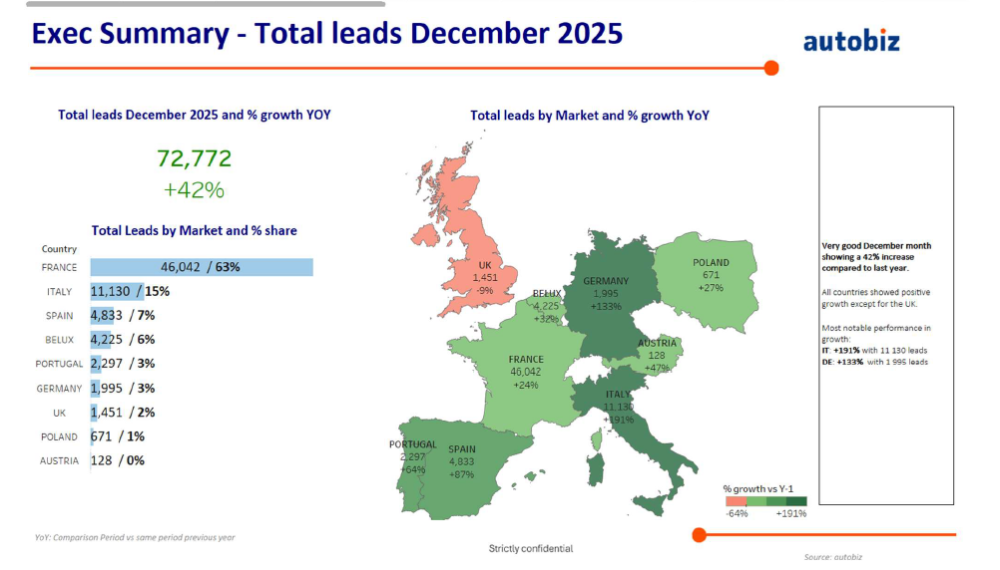 Exec Summary - Total leads December 2025
autobiz
Total leads December 2025 and % growth YOY
72,772
+42%
Total Leads by Market and % share
Country
FRANCE 46,042 / 63%
ITALY 11,130 / 15%
SPAIN 4,833 / 7%
BELUX 4,225 / 6%
PORTUGAL 2,297 / 3%
GERMANY 1,995 / 3%
UK 1,451 / 2%
POLAND 671 / 1%
AUSTRIA 128 / 0%
YoY: Comparison Period vs same period previous year
Total leads by Market and % growth YoY
UK
1,451
-9%
BELUX
4,225
+32%
GERMANY
1,995
+133%
POLAND
671
+27%
AUSTRIA
128
+47%
FRANCE
46,042
+24%
ITALY
11,130
+191%
PORTUGAL
2,297
+64%
SPAIN
4,833
+87%
% growth vs Y-1
-64% +191%
Very good December month
showing a 42% increase
compared to last year.
All countries showed positive
growth except for the UK.
Most notable performance in
growth:
IT: +191% with 11 130 leads
DE: +133% with 1 995 leads
Strictly confidential
Source: autobiz